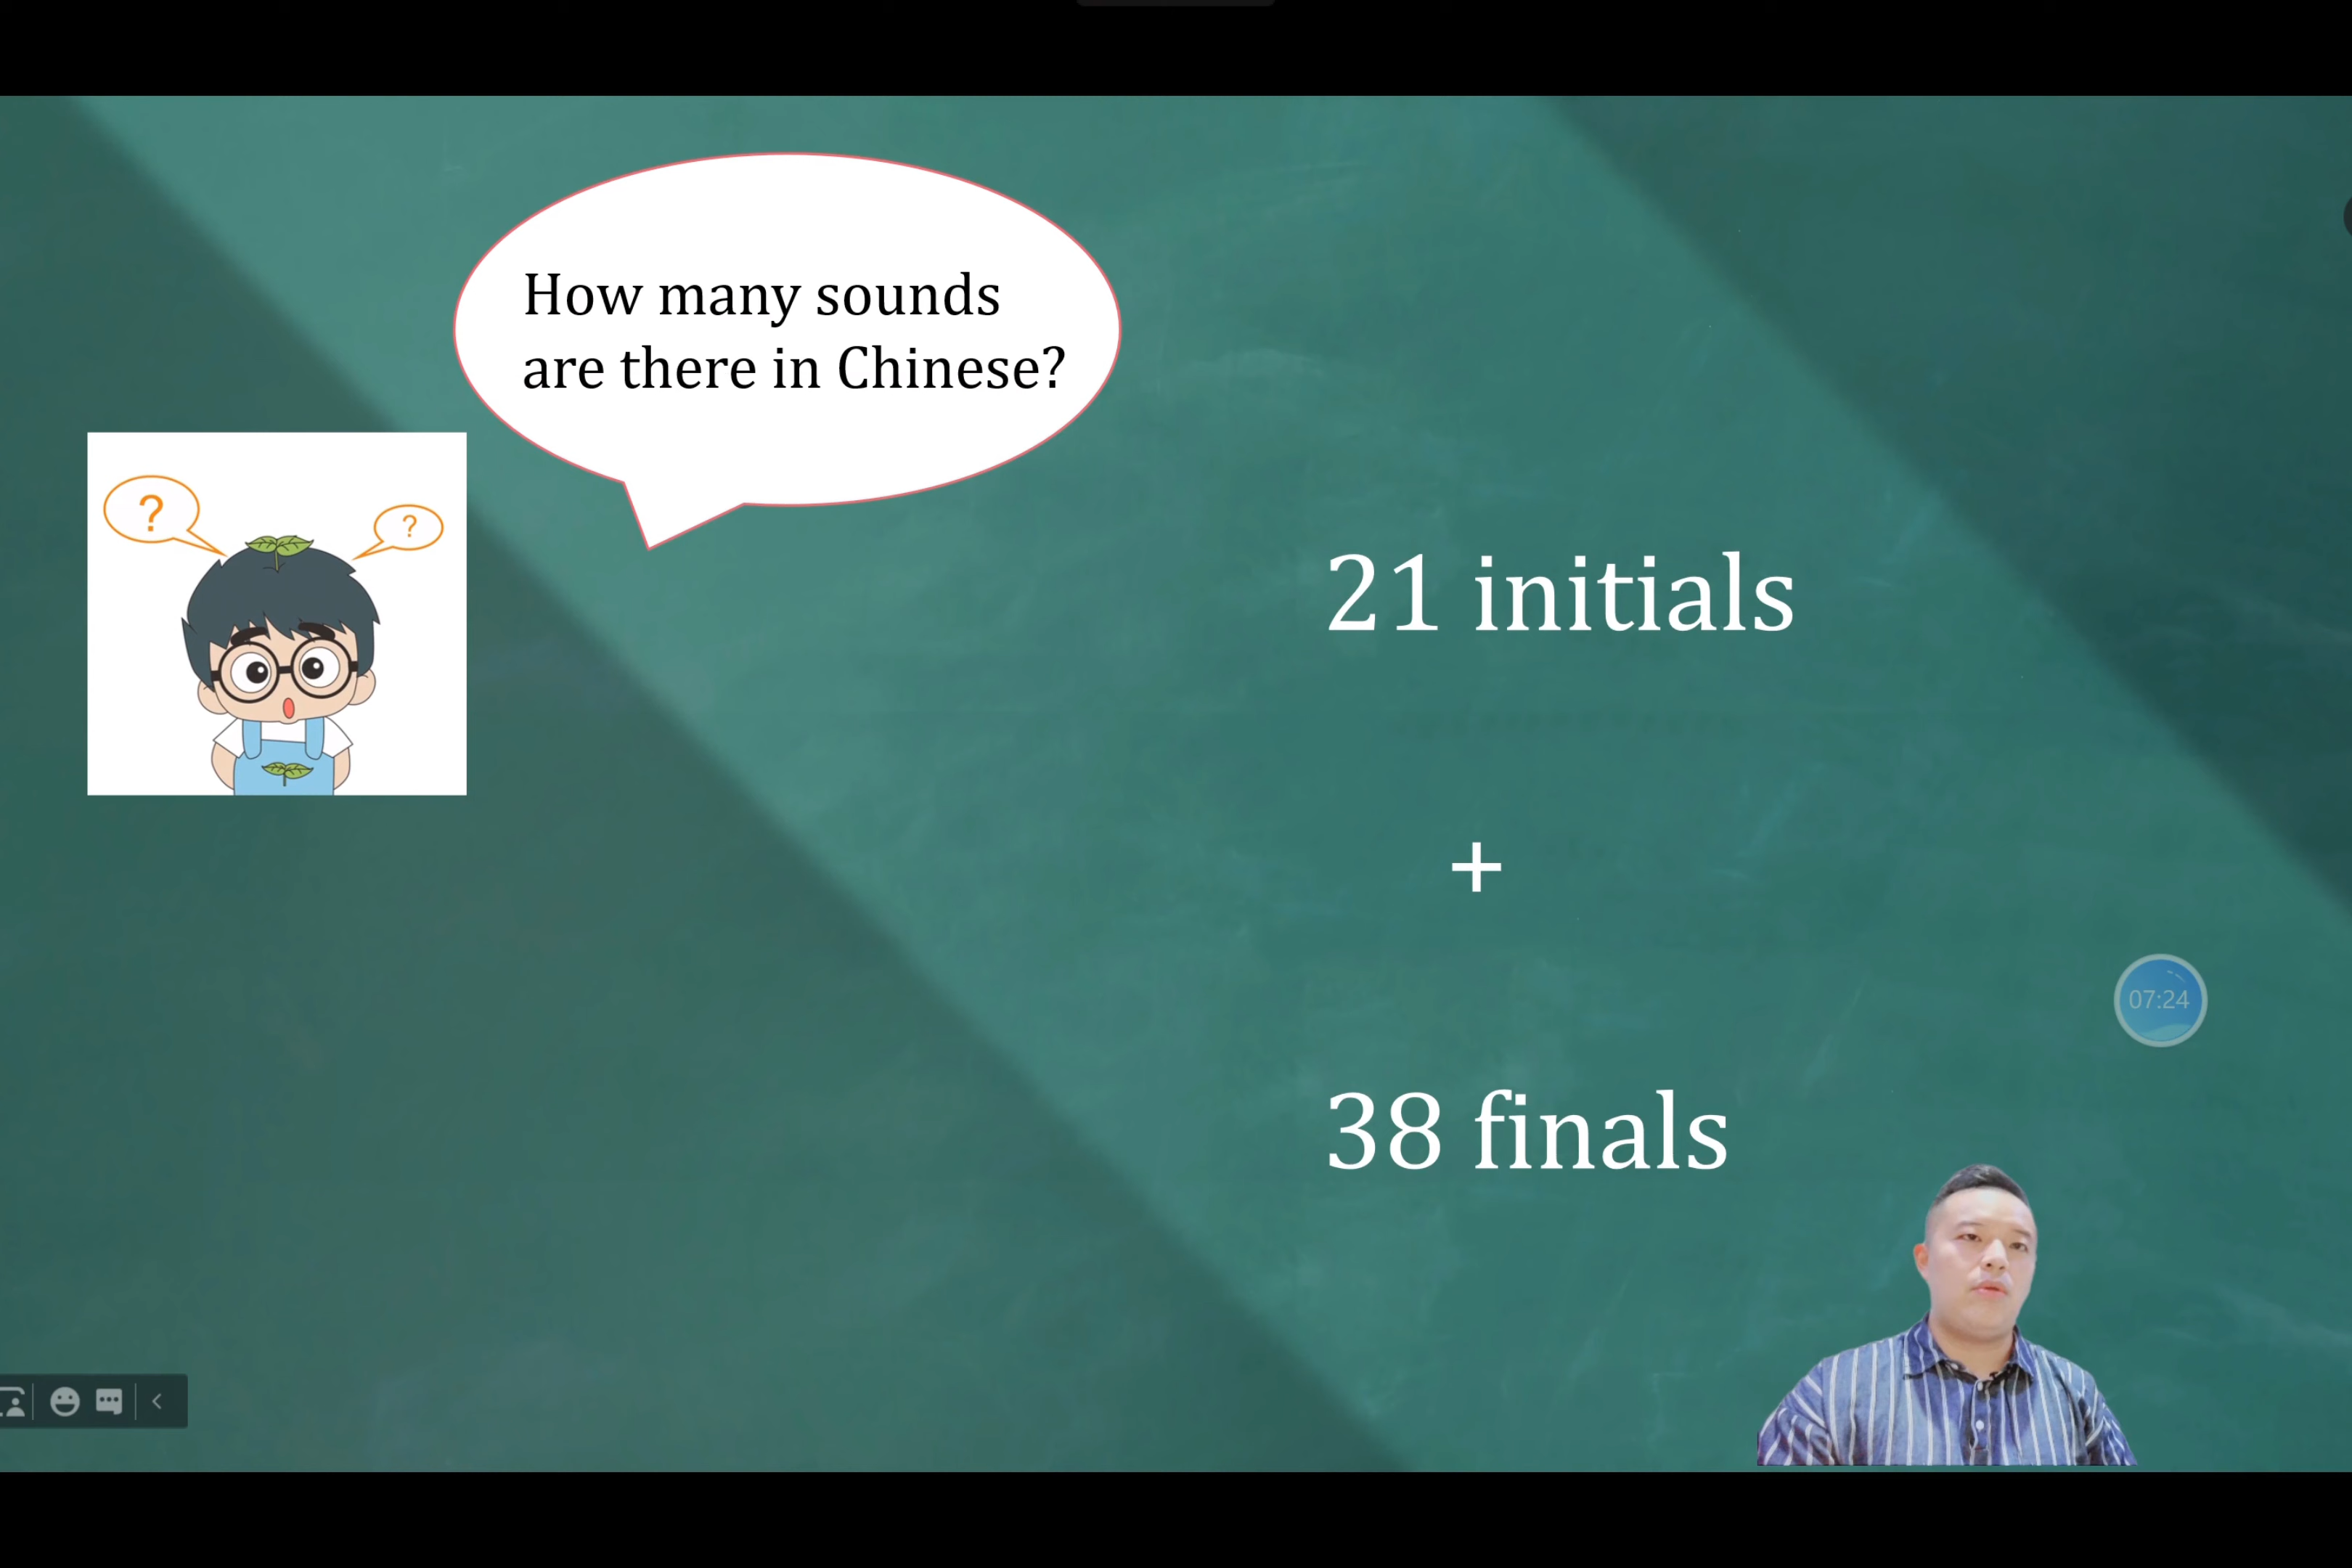 How many sounds
are there in Chinese?
?
?
21 initials
+
38 finals
07:24